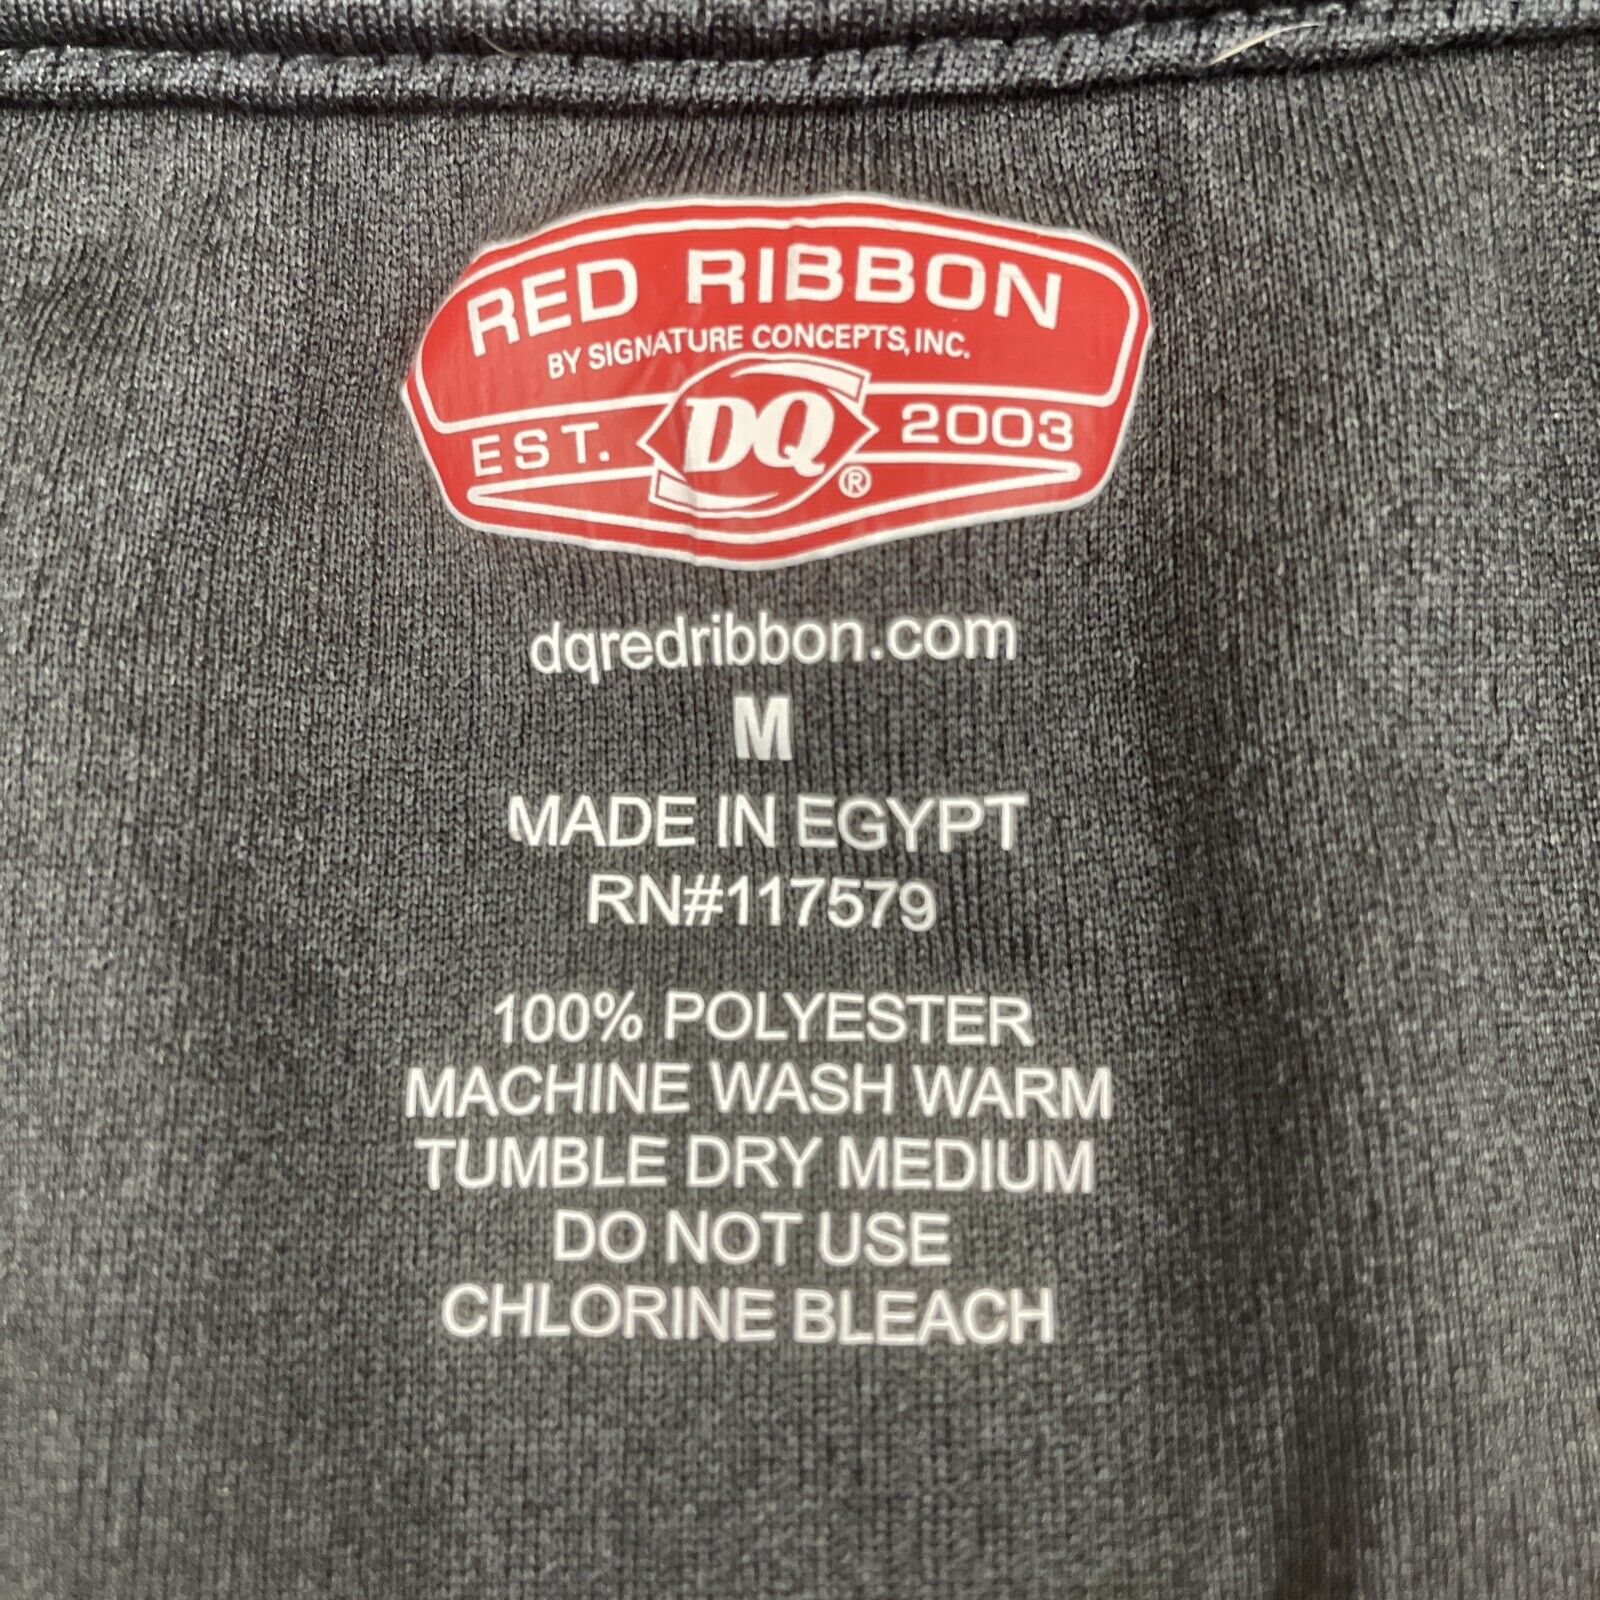 RED RIBBON
BY SIGNATURE CONCEPTS, INC.
EST. DQ® 2003
dqredribbon.com
M
MADE IN EGYPT
RN#117579
100% POLYESTER
MACHINE WASH WARM
TUMBLE DRY MEDIUM
DO NOT USE
CHLORINE BLEACH